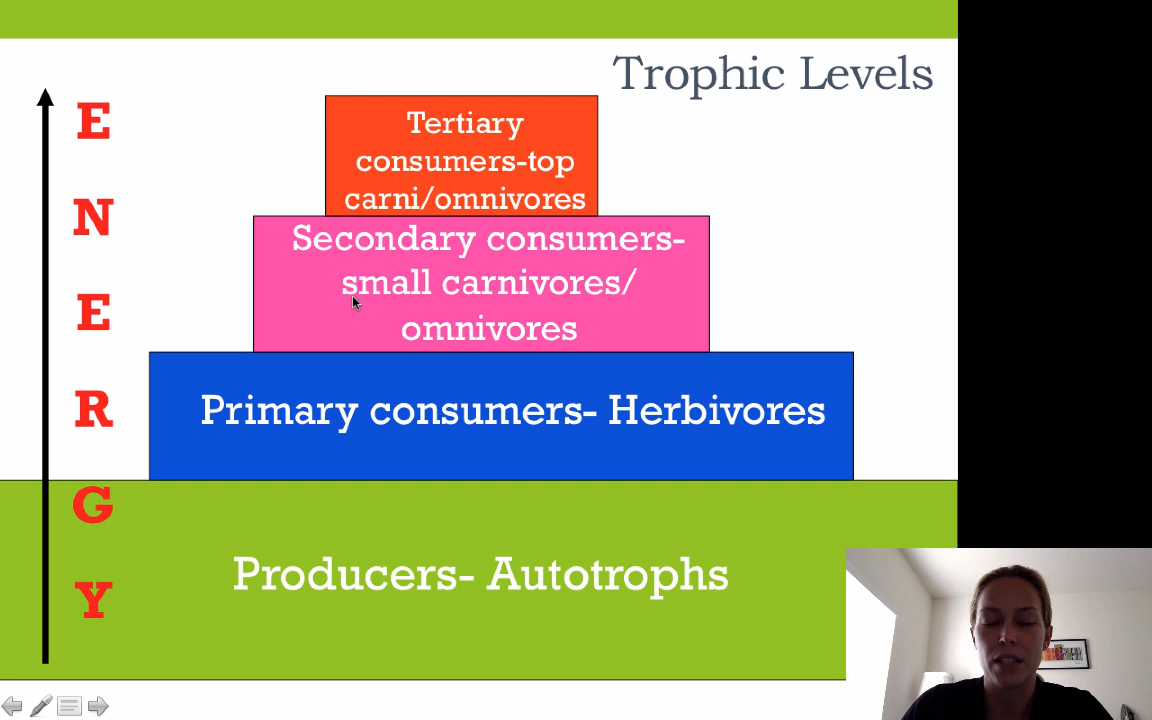 Trophic Levels
E
N
E
R
G
Y
Tertiary
consumers-top
carni/omnivores
Secondary consumers-
small carnivores/
omnivores
Primary consumers- Herbivores
Producers- Autotrophs